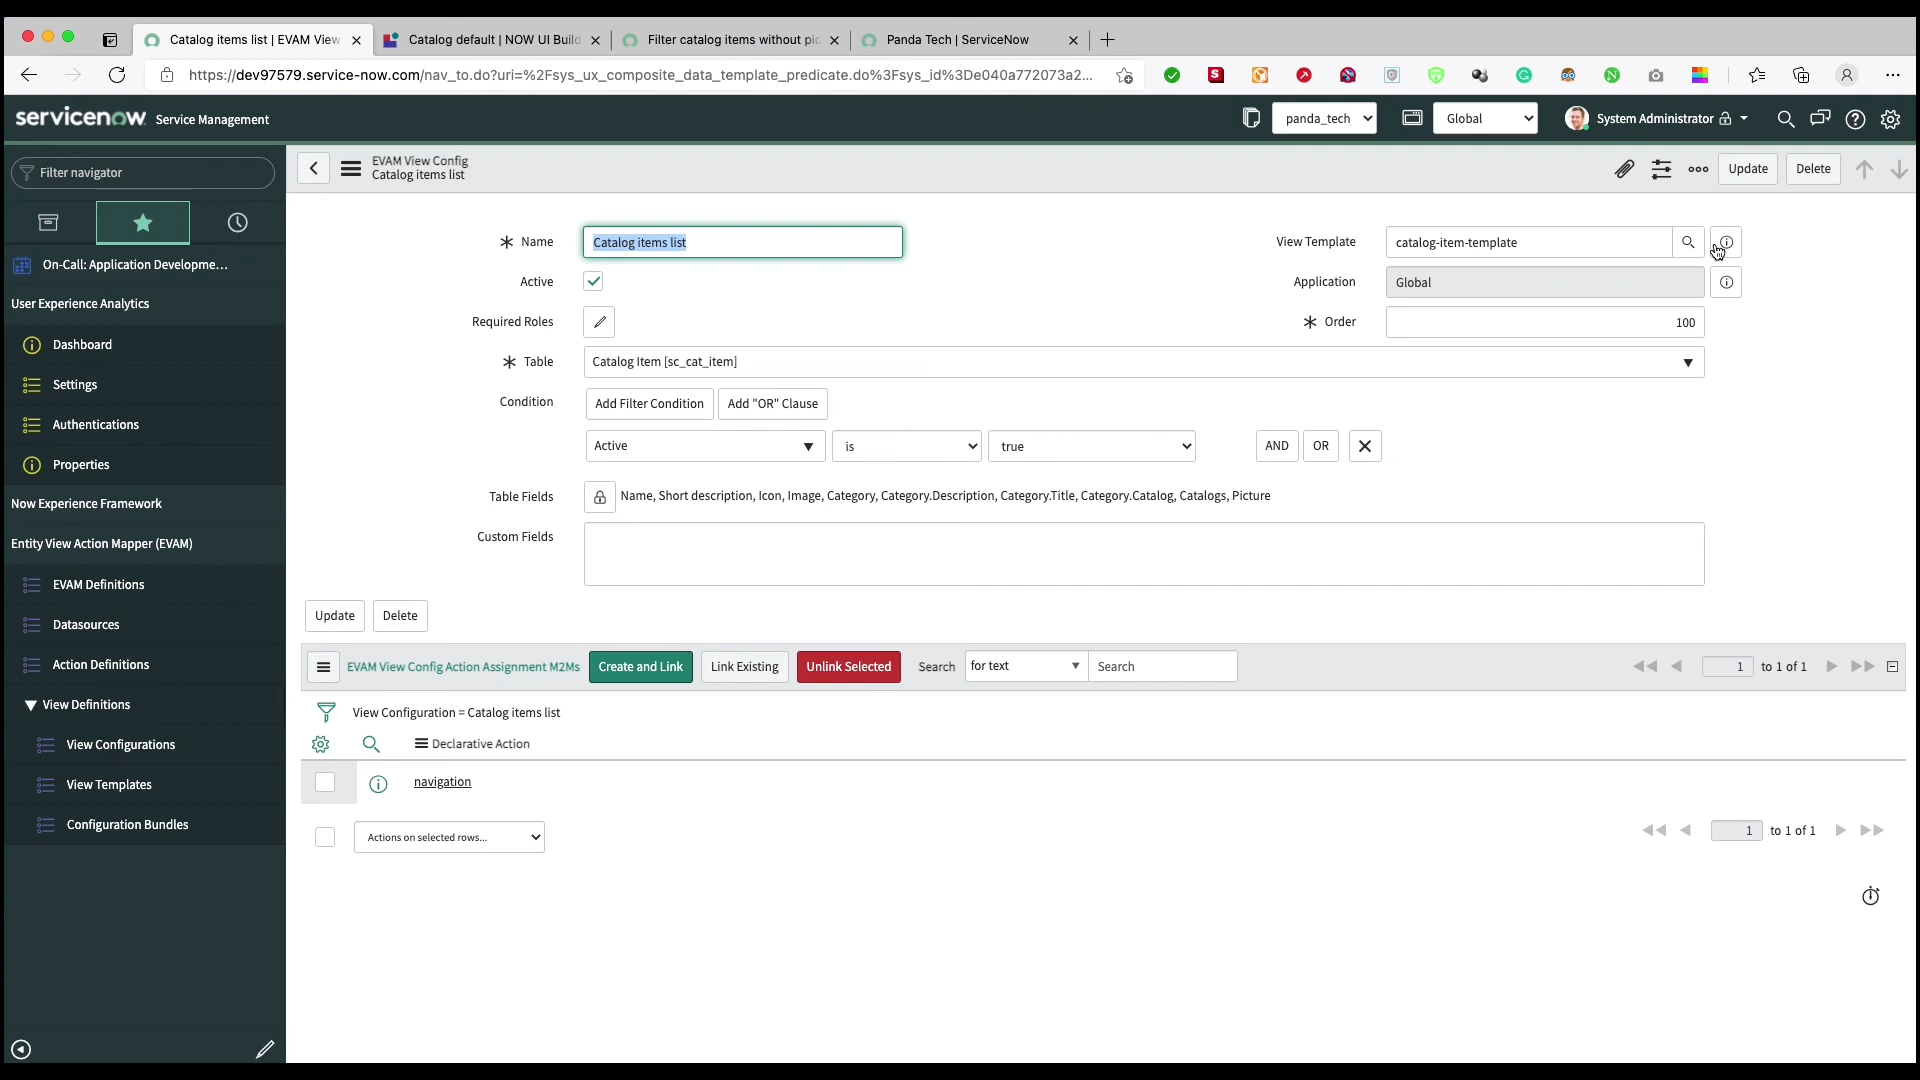 Catalog items list | EVAM View
Catalog default | NOW UI Build
Filter catalog items without pic
Panda Tech | ServiceNow
https://dev97579.service-now.com/nav_to.do?uri=%2Fsys_ux_composite_data_template_predicate.do%3Fsys_id%3De040a772073a2...
servicenow Service Management
panda_tech
Global
System Administrator
Filter navigator
EVAM View Config
Catalog items list
Update
Delete
On-Call: Application Developme...
User Experience Analytics
Dashboard
Settings
Authentications
Properties
Now Experience Framework
Entity View Action Mapper (EVAM)
EVAM Definitions
Datasources
Action Definitions
View Definitions
View Configurations
View Templates
Configuration Bundles
Name
Catalog items list
View Template
catalog-item-template
Active
Application
Global
Required Roles
Order
100
Table
Catalog Item [sc_cat_item]
Condition
Add Filter Condition
Add "OR" Clause
Active
is
true
AND
OR
Table Fields
Name, Short description, Icon, Image, Category, Category.Description, Category.Title, Category.Catalog, Catalogs, Picture
Custom Fields
Update
Delete
EVAM View Config Action Assignment M2Ms
Create and Link
Link Existing
Unlink Selected
Search
for text
Search
1 to 1 of 1
View Configuration = Catalog items list
Declarative Action
navigation
Actions on selected rows...
1 to 1 of 1